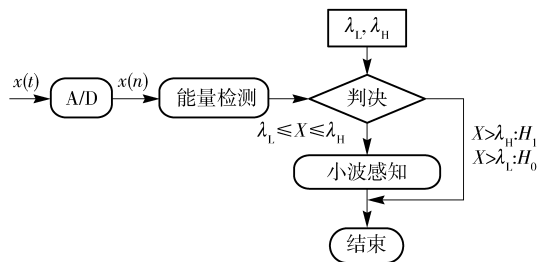 λL, λH
x(t)
A/D
x(n)
能量检测
判决
λL≤X≤λH
X>λH:H1
X>λL:H0
小波感知
结束